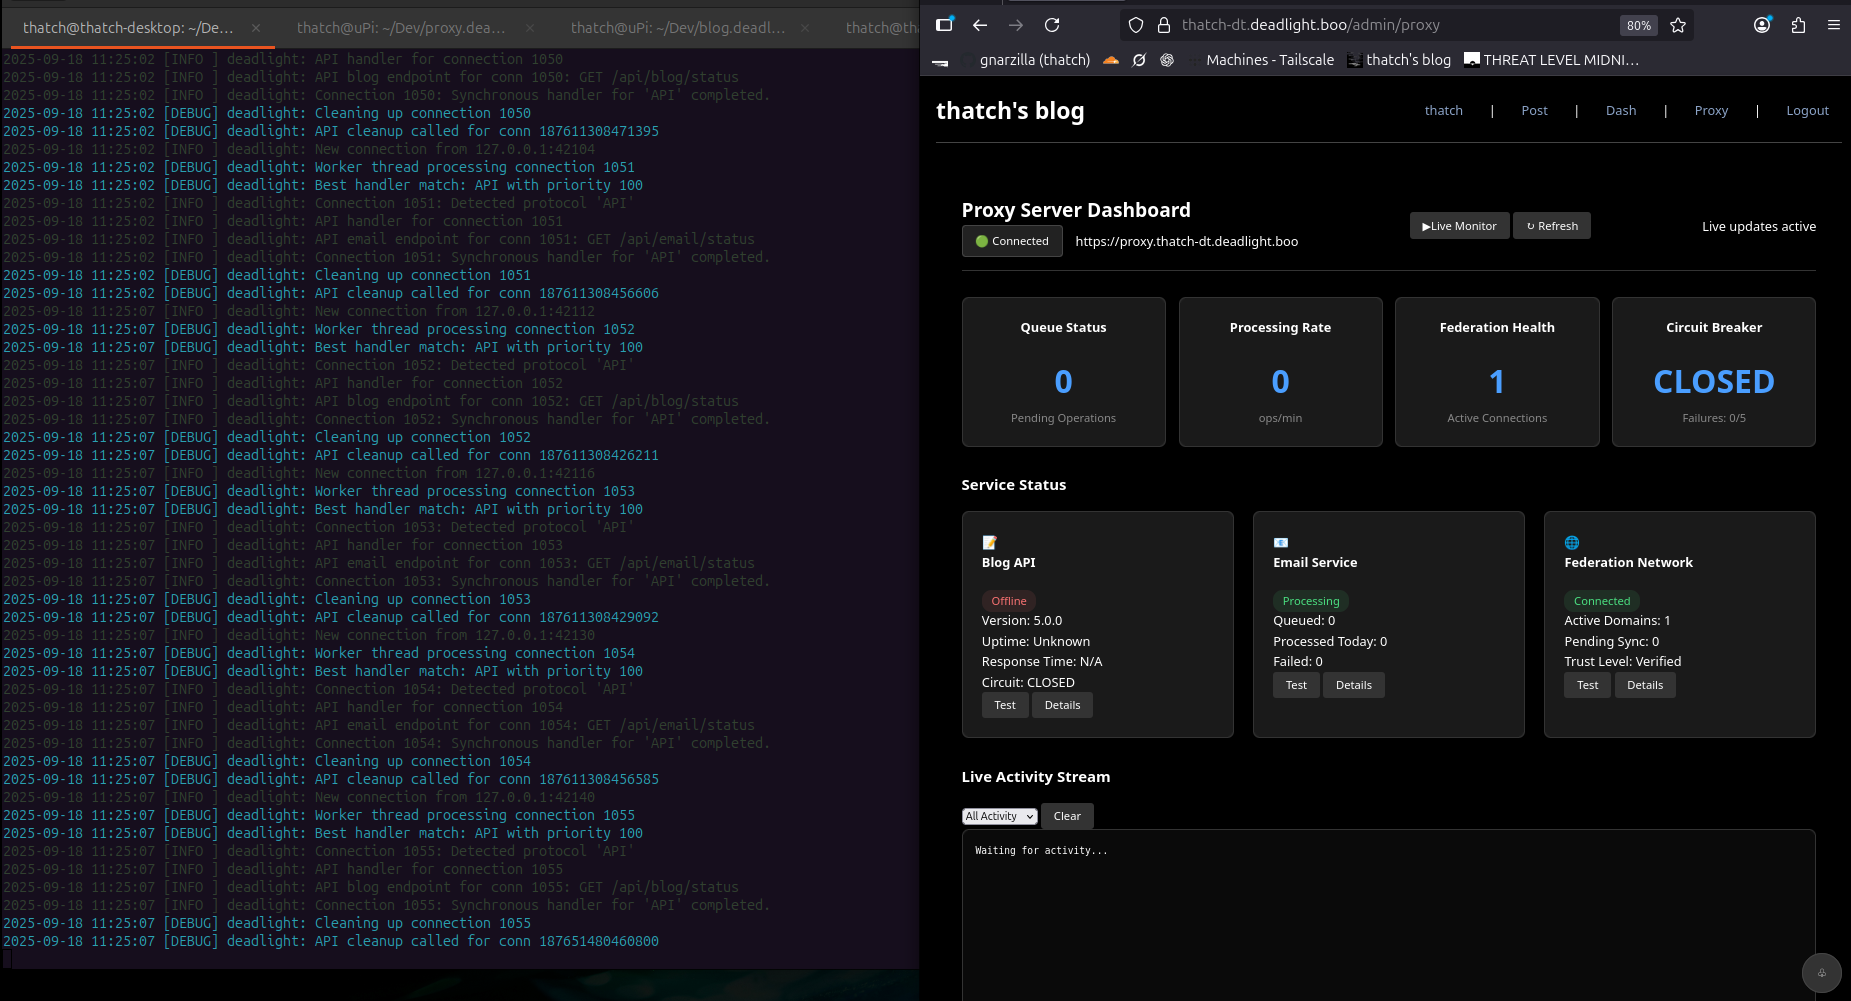 thatch@thatch-desktop: ~/De... × thatch@uPi: ~/Dev/proxy.dea... × thatch@uPi: ~/Dev/blog.deadl... × thatch@th
2025-09-18 11:25:02 [INFO ] deadlight: API handler for connection 1050
2025-09-18 11:25:02 [INFO ] deadlight: API blog endpoint for conn 1050: GET /api/blog/status
2025-09-18 11:25:02 [INFO ] deadlight: Connection 1050: Synchronous handler for 'API' completed.
2025-09-18 11:25:02 [DEBUG] deadlight: Cleaning up connection 1050
2025-09-18 11:25:02 [DEBUG] deadlight: API cleanup called for conn 187611308471395
2025-09-18 11:25:02 [INFO ] deadlight: New connection from 127.0.0.1:42104
2025-09-18 11:25:02 [DEBUG] deadlight: Worker thread processing connection 1051
2025-09-18 11:25:02 [DEBUG] deadlight: Best handler match: API with priority 100
2025-09-18 11:25:02 [INFO ] deadlight: Connection 1051: Detected protocol 'API'
2025-09-18 11:25:02 [INFO ] deadlight: API handler for connection 1051
2025-09-18 11:25:02 [INFO ] deadlight: API email endpoint for conn 1051: GET /api/email/status
2025-09-18 11:25:02 [INFO ] deadlight: Connection 1051: Synchronous handler for 'API' completed.
2025-09-18 11:25:02 [DEBUG] deadlight: Cleaning up connection 1051
2025-09-18 11:25:02 [DEBUG] deadlight: API cleanup called for conn 187611308456606
2025-09-18 11:25:07 [INFO ] deadlight: New connection from 127.0.0.1:42112
2025-09-18 11:25:07 [DEBUG] deadlight: Worker thread processing connection 1052
2025-09-18 11:25:07 [DEBUG] deadlight: Best handler match: API with priority 100
2025-09-18 11:25:07 [INFO ] deadlight: Connection 1052: Detected protocol 'API'
2025-09-18 11:25:07 [INFO ] deadlight: API handler for connection 1052
2025-09-18 11:25:07 [INFO ] deadlight: API blog endpoint for conn 1052: GET /api/blog/status
2025-09-18 11:25:07 [INFO ] deadlight: Connection 1052: Synchronous handler for 'API' completed.
2025-09-18 11:25:07 [DEBUG] deadlight: Cleaning up connection 1052
2025-09-18 11:25:07 [DEBUG] deadlight: API cleanup called for conn 187611308426211
2025-09-18 11:25:07 [INFO ] deadlight: New connection from 127.0.0.1:42116
2025-09-18 11:25:07 [DEBUG] deadlight: Worker thread processing connection 1053
2025-09-18 11:25:07 [DEBUG] deadlight: Best handler match: API with priority 100
2025-09-18 11:25:07 [INFO ] deadlight: Connection 1053: Detected protocol 'API'
2025-09-18 11:25:07 [INFO ] deadlight: API handler for connection 1053
2025-09-18 11:25:07 [INFO ] deadlight: API email endpoint for conn 1053: GET /api/email/status
2025-09-18 11:25:07 [INFO ] deadlight: Connection 1053: Synchronous handler for 'API' completed.
2025-09-18 11:25:07 [DEBUG] deadlight: Cleaning up connection 1053
2025-09-18 11:25:07 [DEBUG] deadlight: API cleanup called for conn 187611308429092
2025-09-18 11:25:07 [INFO ] deadlight: New connection from 127.0.0.1:42130
2025-09-18 11:25:07 [DEBUG] deadlight: Worker thread processing connection 1054
2025-09-18 11:25:07 [DEBUG] deadlight: Best handler match: API with priority 100
2025-09-18 11:25:07 [INFO ] deadlight: Connection 1054: Detected protocol 'API'
2025-09-18 11:25:07 [INFO ] deadlight: API handler for connection 1054
2025-09-18 11:25:07 [INFO ] deadlight: API email endpoint for conn 1054: GET /api/email/status
2025-09-18 11:25:07 [INFO ] deadlight: Connection 1054: Synchronous handler for 'API' completed.
2025-09-18 11:25:07 [DEBUG] deadlight: Cleaning up connection 1054
2025-09-18 11:25:07 [DEBUG] deadlight: API cleanup called for conn 187611308456585
2025-09-18 11:25:07 [INFO ] deadlight: New connection from 127.0.0.1:42140
2025-09-18 11:25:07 [DEBUG] deadlight: Worker thread processing connection 1055
2025-09-18 11:25:07 [DEBUG] deadlight: Best handler match: API with priority 100
2025-09-18 11:25:07 [INFO ] deadlight: Connection 1055: Detected protocol 'API'
2025-09-18 11:25:07 [INFO ] deadlight: API handler for connection 1055
2025-09-18 11:25:07 [INFO ] deadlight: API blog endpoint for conn 1055: GET /api/blog/status
2025-09-18 11:25:07 [INFO ] deadlight: Connection 1055: Synchronous handler for 'API' completed.
2025-09-18 11:25:07 [DEBUG] deadlight: Cleaning up connection 1055
2025-09-18 11:25:07 [DEBUG] deadlight: API cleanup called for conn 187651480460800
thatch-dt.deadlight.boo/admin/proxy 80%
gnarzilla (thatch) Machines - Tailscale thatch's blog THREAT LEVEL MIDNI...
thatch's blog thatch | Post | Dash | Proxy | Logout
Proxy Server Dashboard
Connected https://proxy.thatch-dt.deadlight.boo
▶Live Monitor ↻ Refresh Live updates active
Queue Status
0
Pending Operations
Processing Rate
0
ops/min
Federation Health
1
Active Connections
Circuit Breaker
CLOSED
Failures: 0/5
Service Status
Blog API
Offline
Version: 5.0.0
Uptime: Unknown
Response Time: N/A
Circuit: CLOSED
Test Details
Email Service
Processing
Queued: 0
Processed Today: 0
Failed: 0
Test Details
Federation Network
Connected
Active Domains: 1
Pending Sync: 0
Trust Level: Verified
Test Details
Live Activity Stream
All Activity Clear
Waiting for activity...